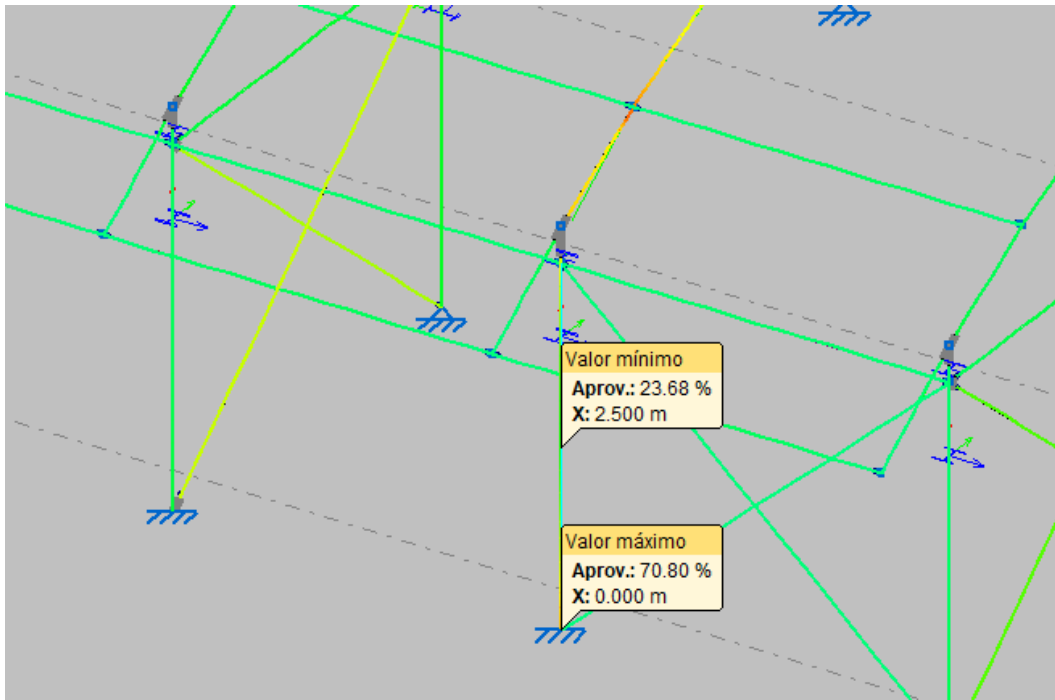 Valor mínimo
Aprov.: 23.68 %
X: 2.500 m
Valor máximo
Aprov.: 70.80 %
X: 0.000 m